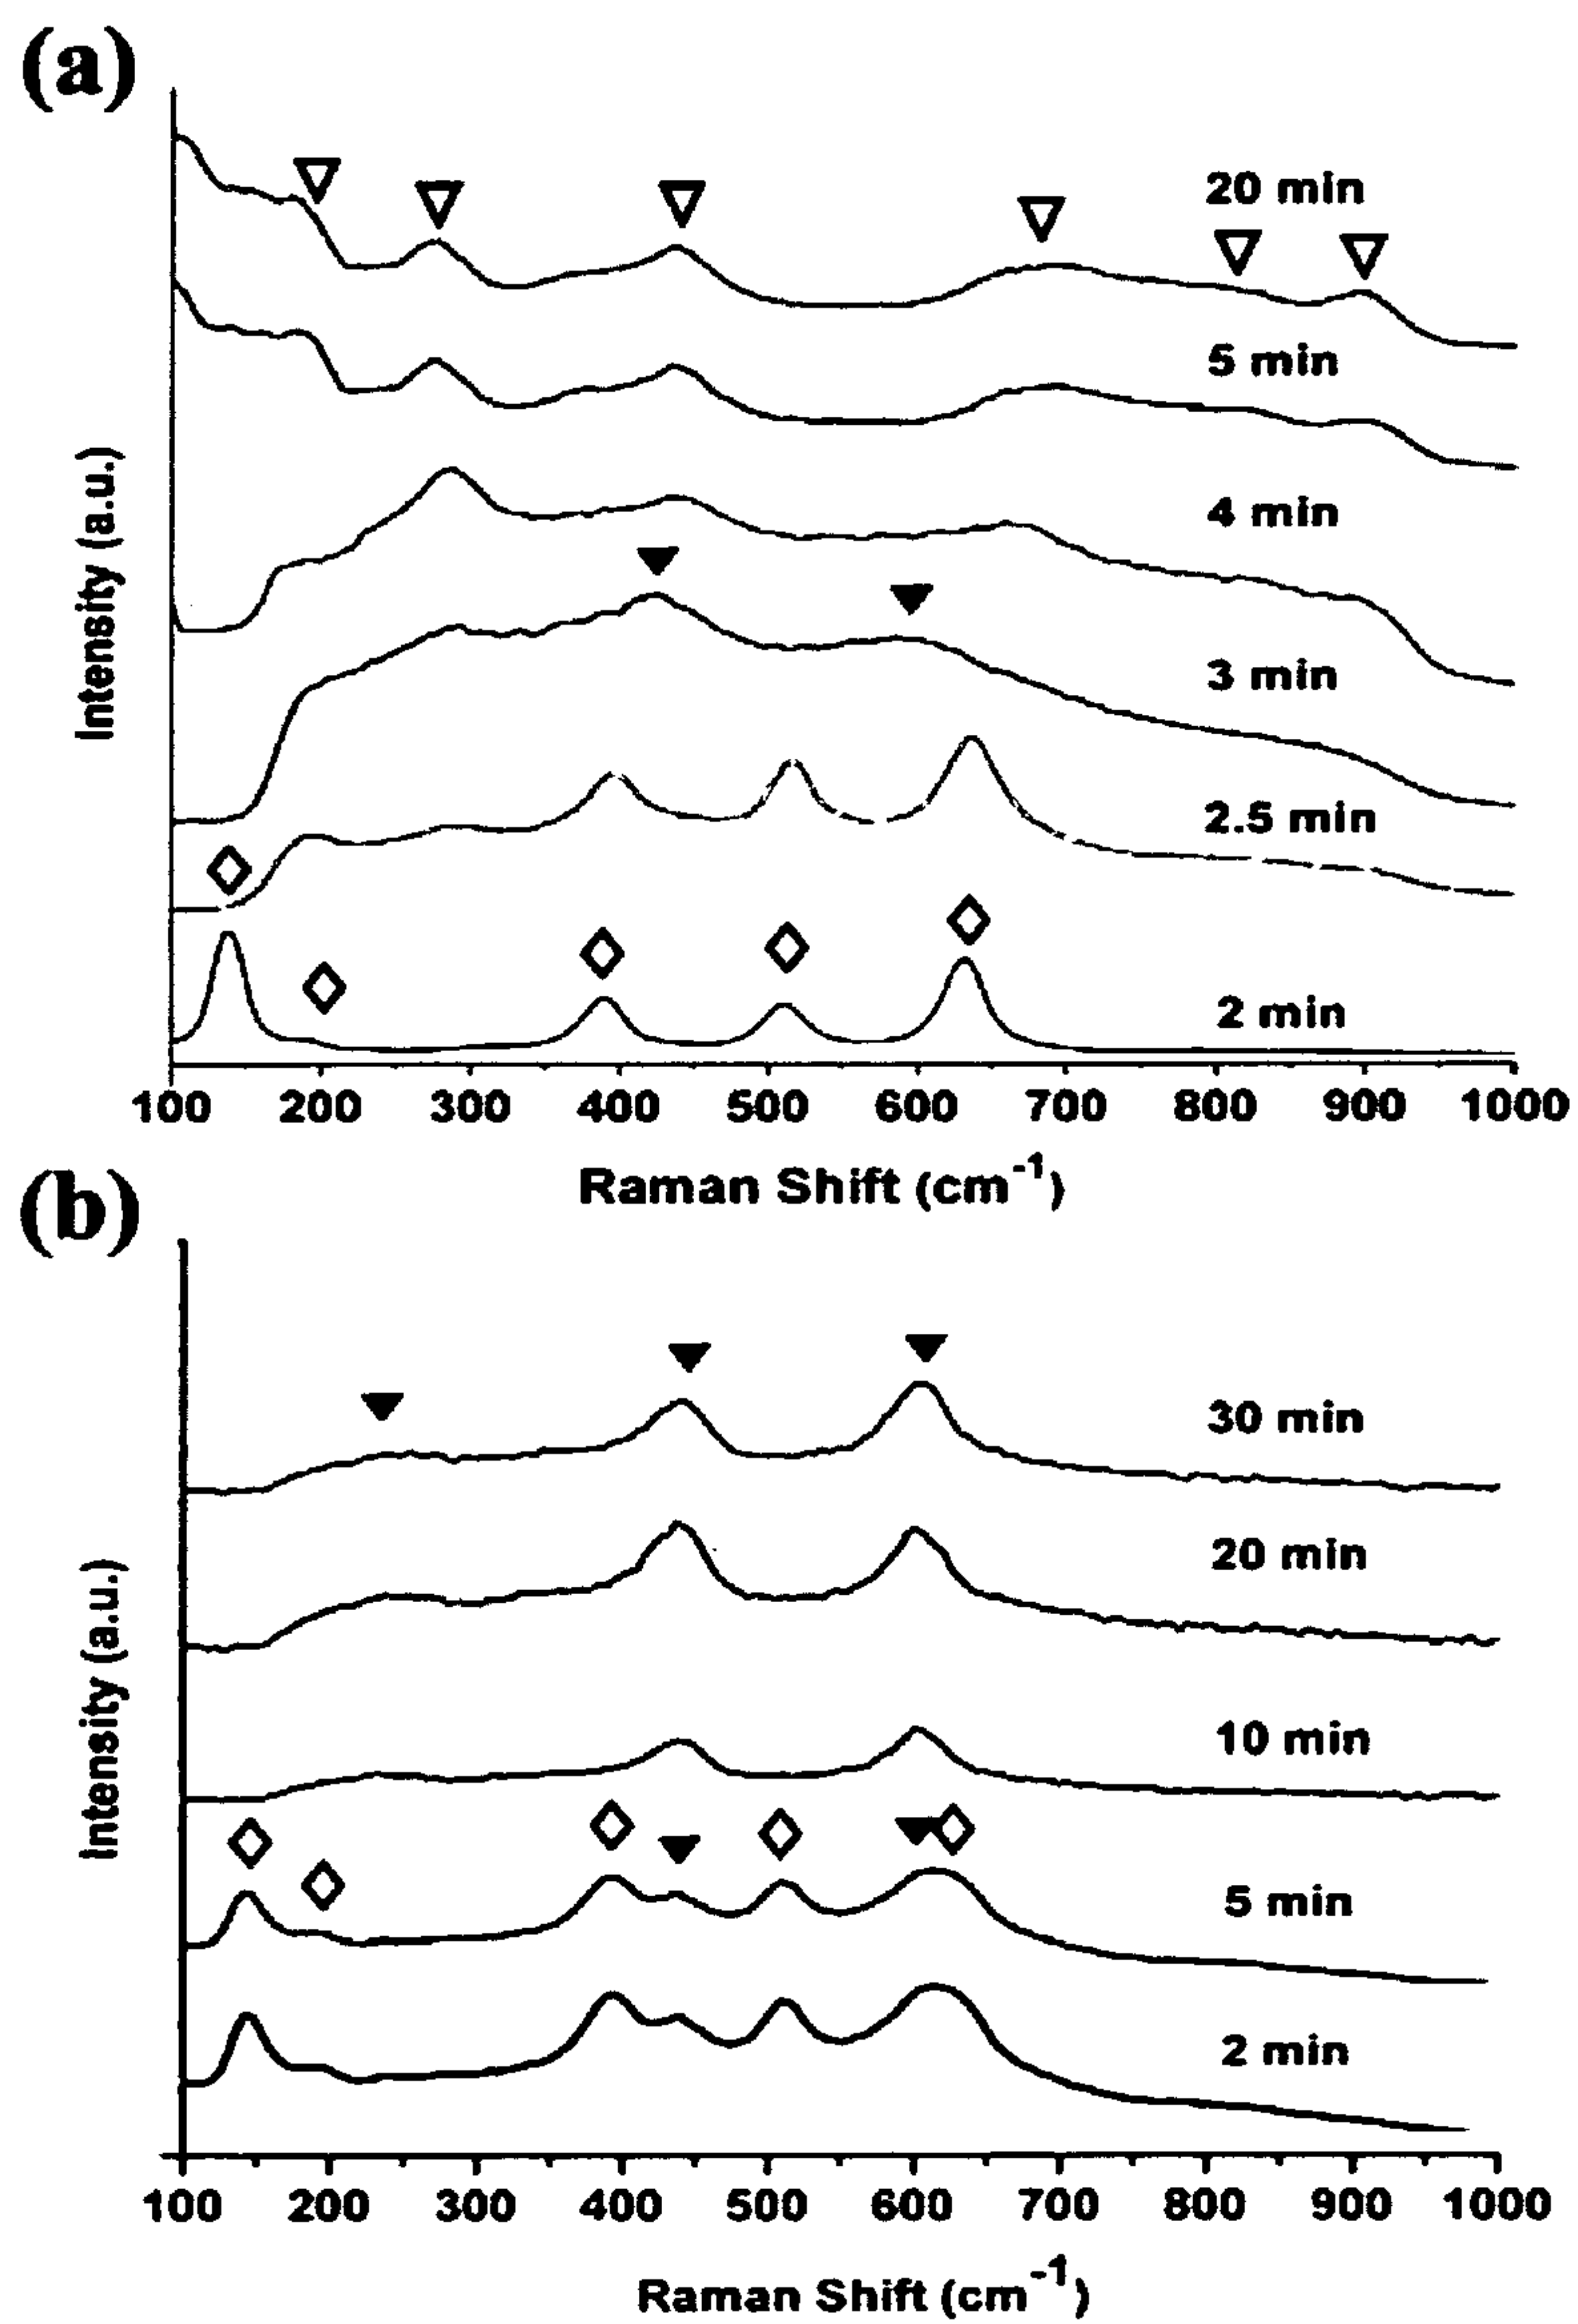 (a)
20 min
5 min
4 min
3 min
2.5 min
2 min
Intensity (a.u.)
100 200 300 400 500 600 700 800 900 1000
Raman Shift (cm-1)
(b)
30 min
20 min
10 min
5 min
2 min
Intensity (a.u.)
100 200 300 400 500 600 700 800 900 1000
Raman Shift (cm-1)